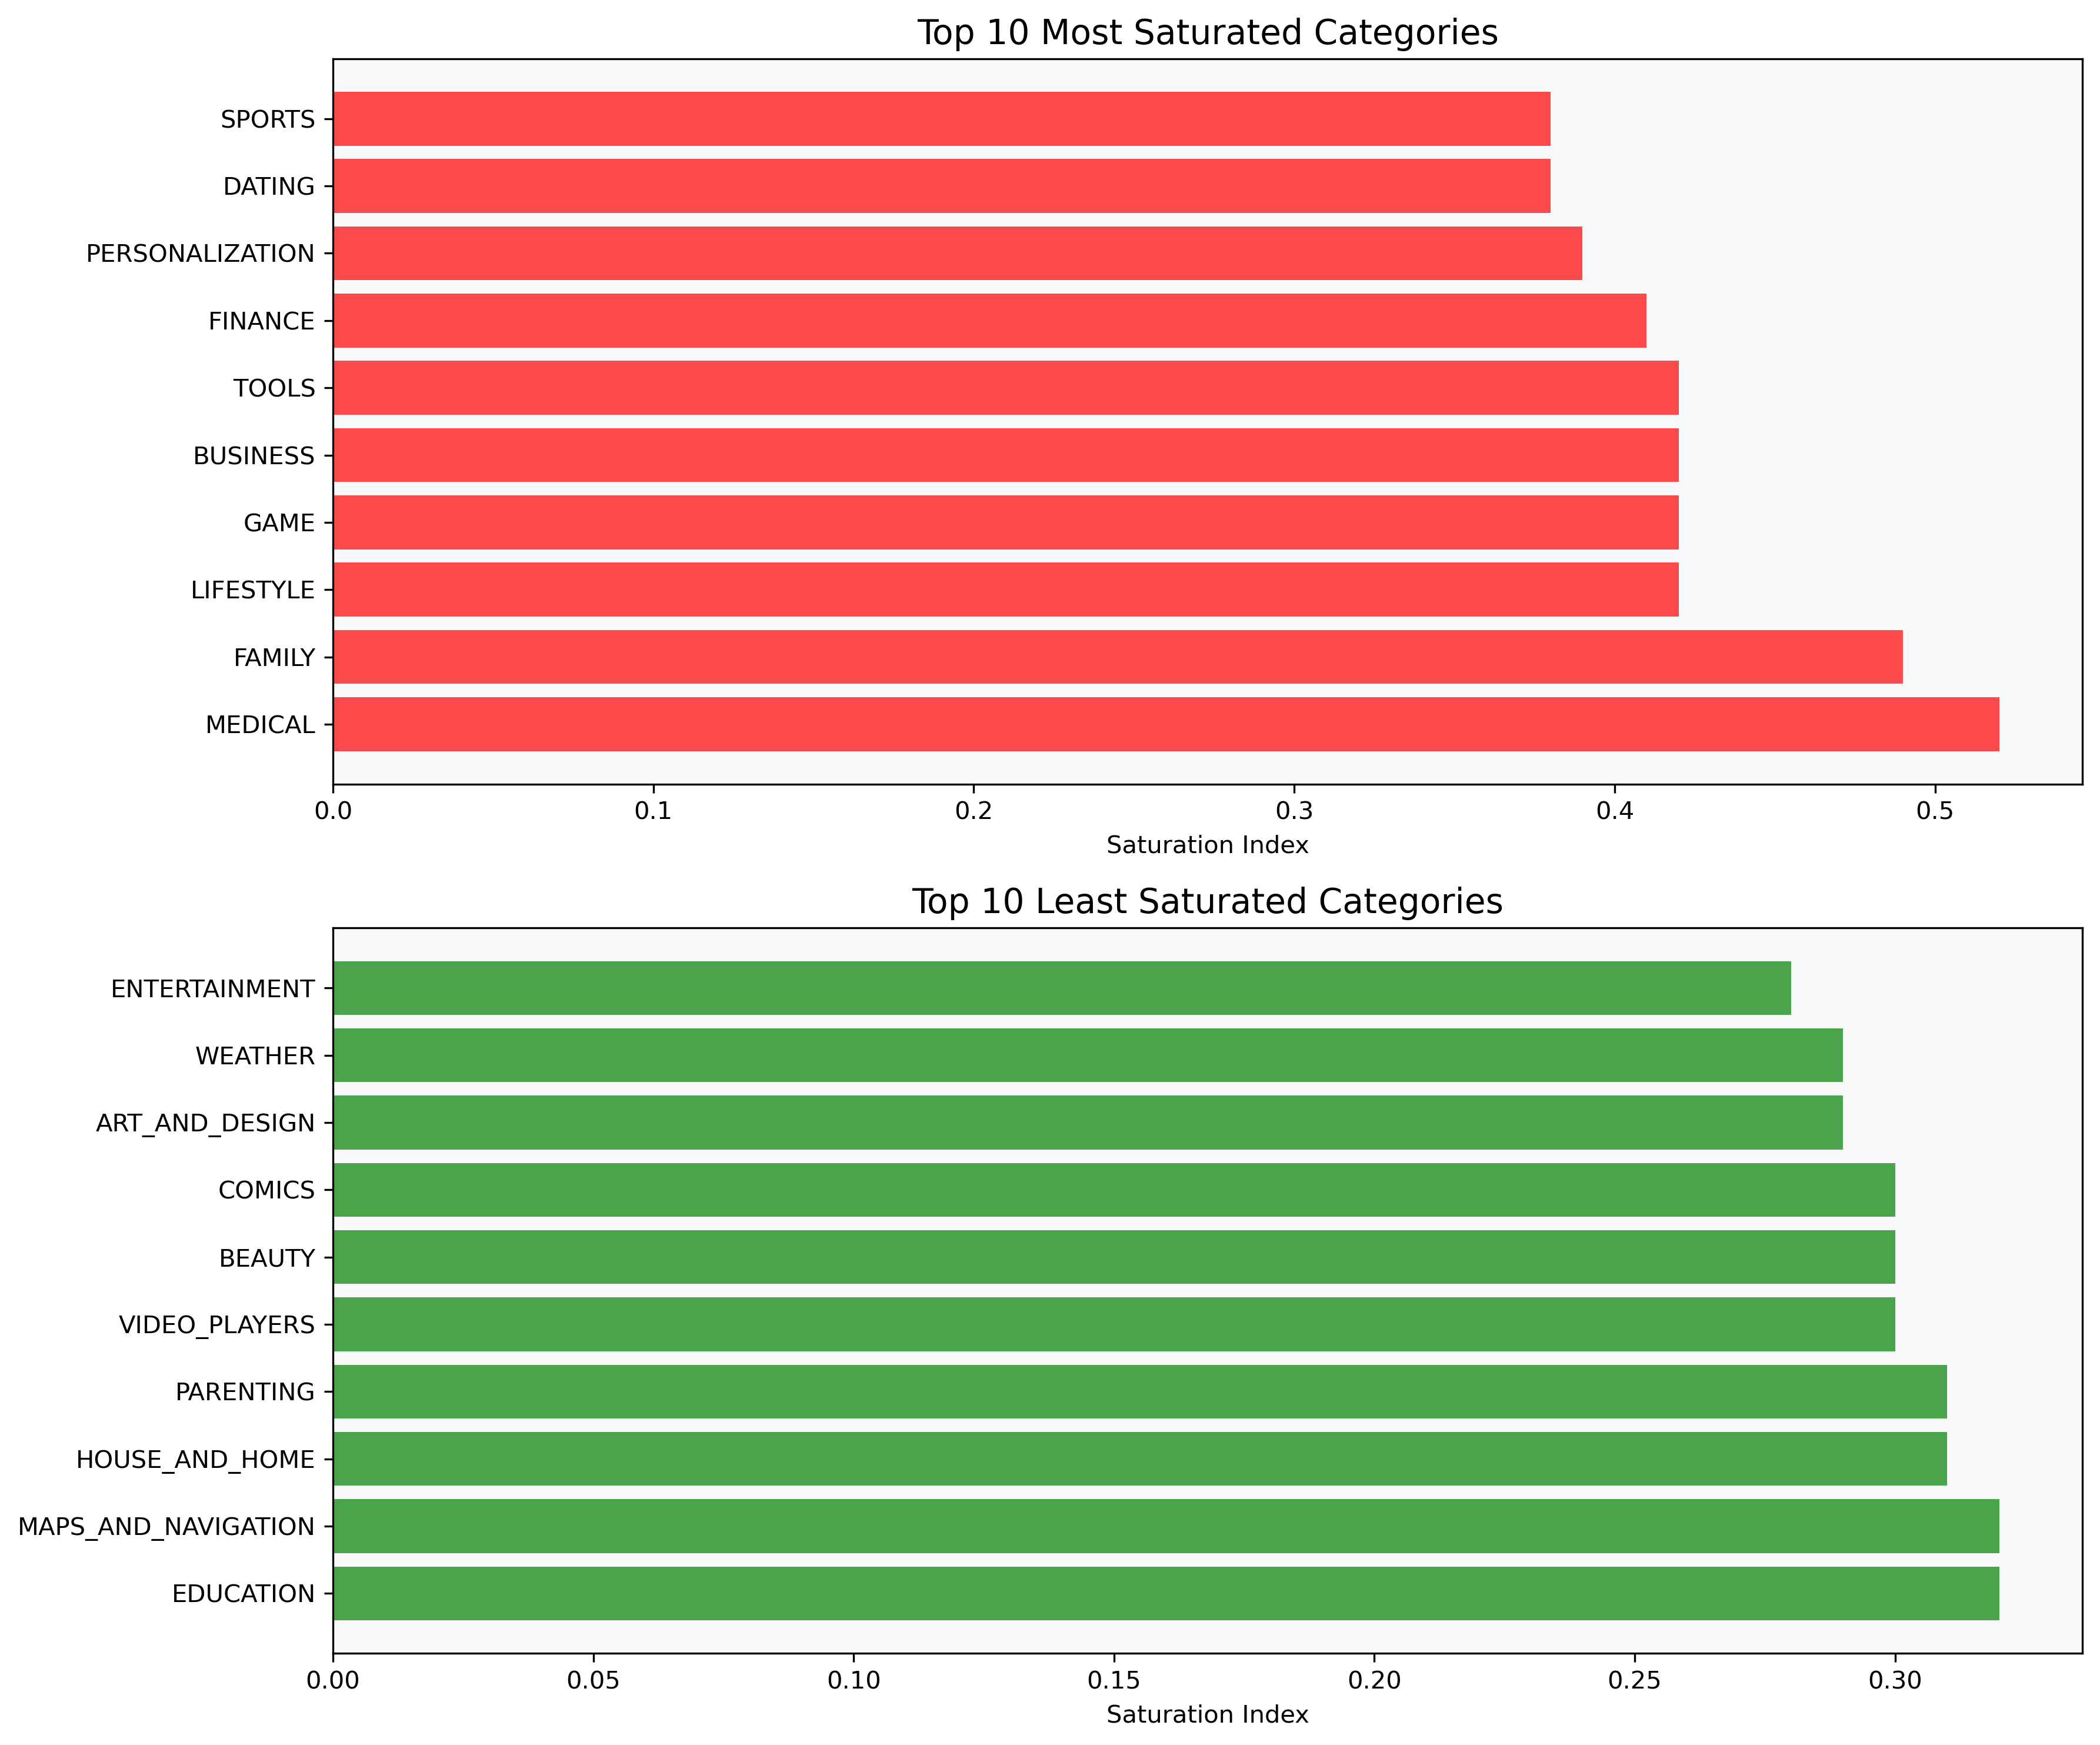 Top 10 Most Saturated Categories
SPORTS
DATING
PERSONALIZATION
FINANCE
TOOLS
BUSINESS
GAME
LIFESTYLE
FAMILY
MEDICAL
0.0 0.1 0.2 0.3 0.4 0.5
Saturation Index
Top 10 Least Saturated Categories
ENTERTAINMENT
WEATHER
ART_AND_DESIGN
COMICS
BEAUTY
VIDEO_PLAYERS
PARENTING
HOUSE_AND_HOME
MAPS_AND_NAVIGATION
EDUCATION
0.00 0.05 0.10 0.15 0.20 0.25 0.30
Saturation Index